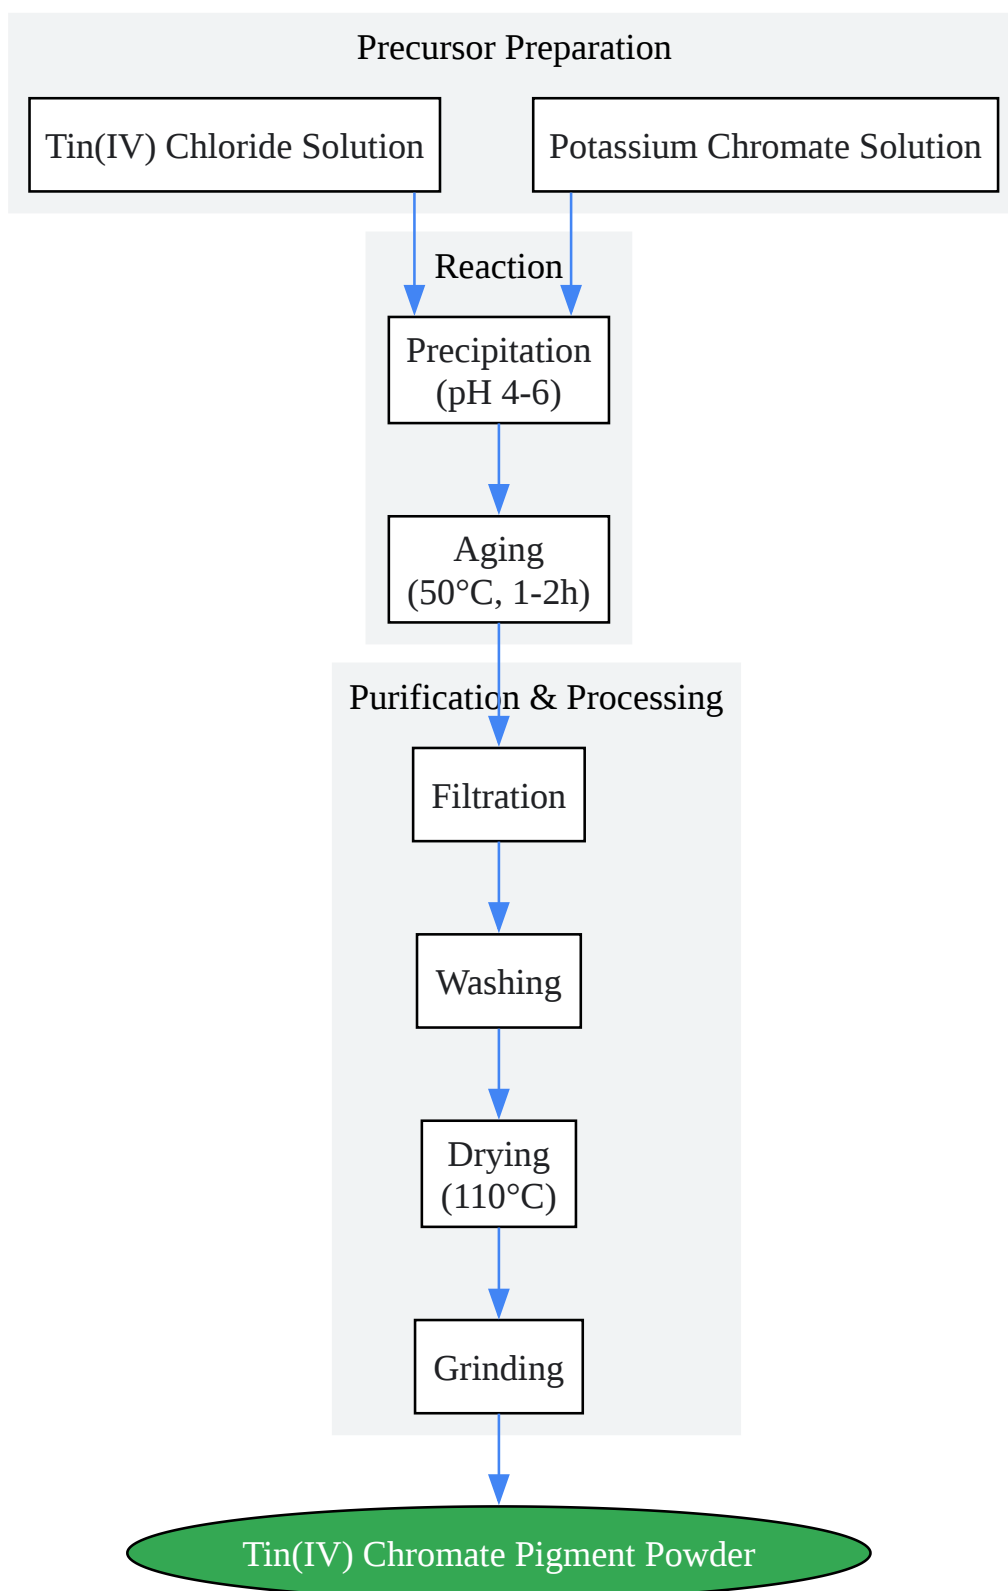 Precursor Preparation
Tin(IV) Chloride Solution
Potassium Chromate Solution
Reaction
Precipitation
(pH 4-6)
Aging
(50°C, 1-2h)
Purification & Processing
Filtration
Washing
Drying
(110°C)
Grinding
Tin(IV) Chromate Pigment Powder